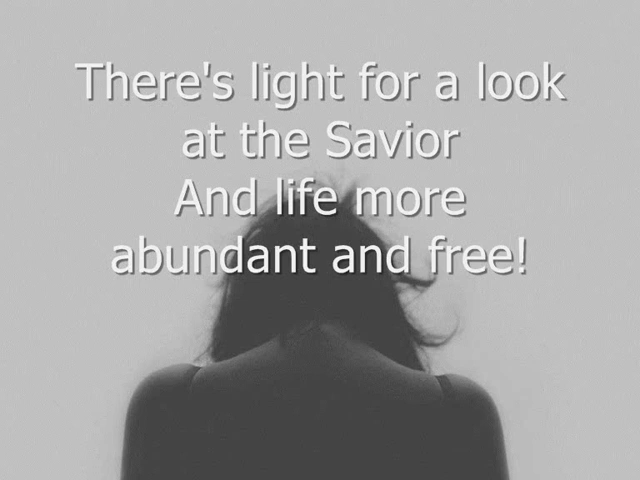 There's light for a look
at the Savior
And life more
abundant and free!